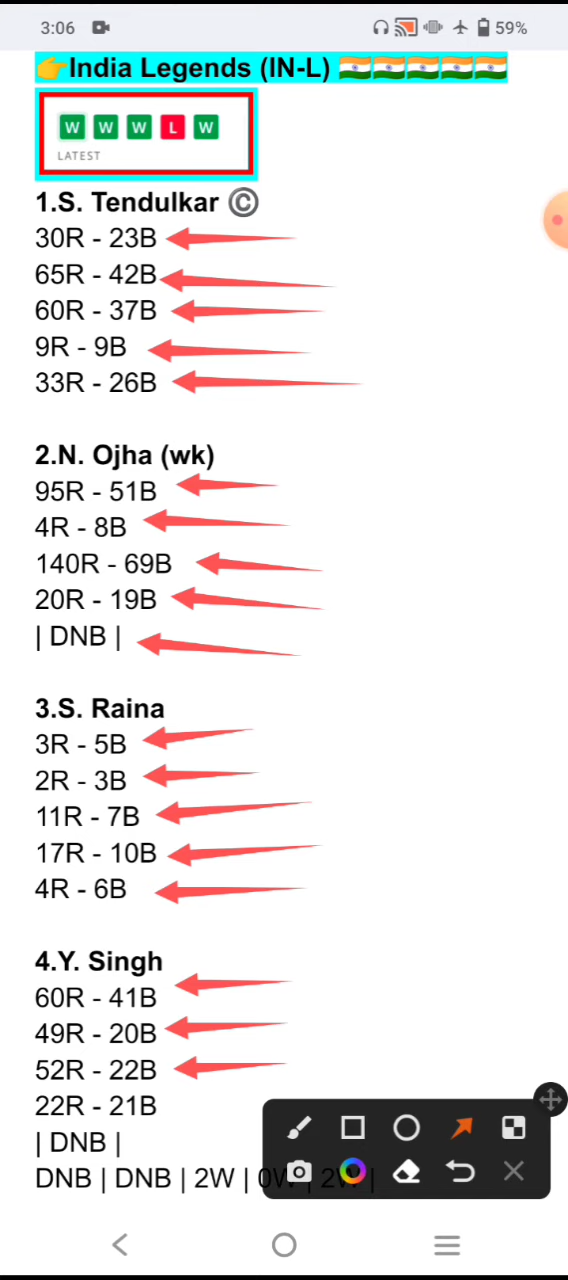 3:06 59%
👉India Legends (IN-L) 🇮🇳🇮🇳🇮🇳🇮🇳🇮🇳
W W W L W
LATEST
1.S. Tendulkar ©
30R - 23B
65R - 42B
60R - 37B
9R - 9B
33R - 26B
2.N. Ojha (wk)
95R - 51B
4R - 8B
140R - 69B
20R - 19B
| DNB |
3.S. Raina
3R - 5B
2R - 3B
11R - 7B
17R - 10B
4R - 6B
4.Y. Singh
60R - 41B
49R - 20B
52R - 22B
22R - 21B
| DNB |
DNB | DNB | 2W | 0W | 2W |